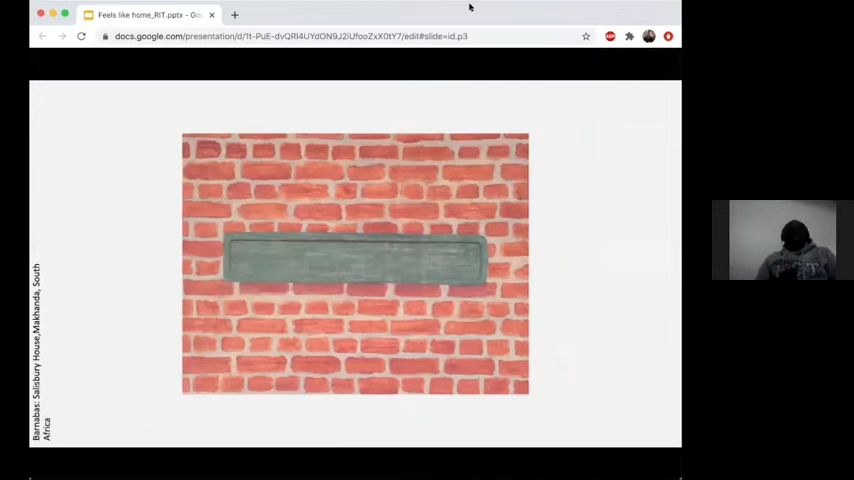 Feels like home_RIT.pptx - Go
docs.google.com/presentation/d/1t-PuE-dvQRl4UYdON9J2iUfooZxX0tY7/edit#slide=id.p3
ABP
Barnabas: Salisbury House,Makhanda, South
Africa